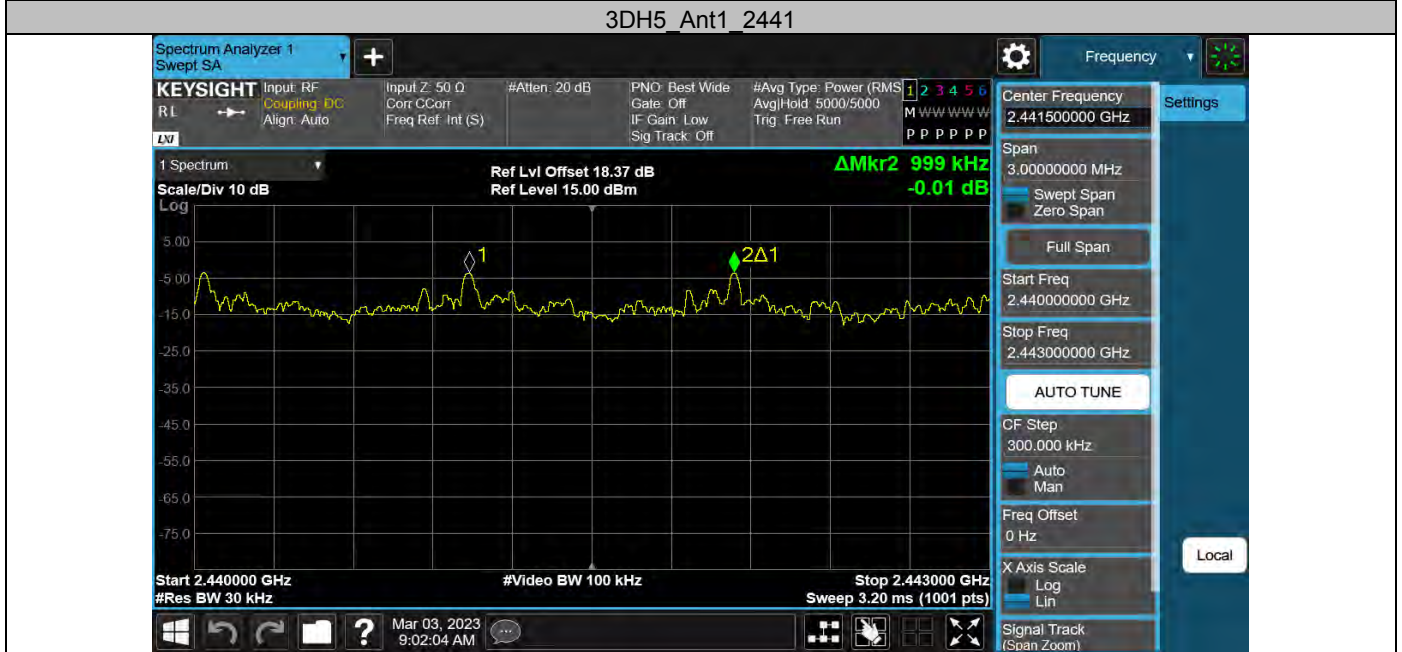 3DH5_Ant1_2441
Spectrum Analyzer 1
Swept SA
+
Frequency
KEYSIGHT
RL
LXI
Input: RF
Coupling: DC
Align: Auto
Input Z: 50 Ω
Corr CCorr
Freq Ref: Int (S)
#Atten: 20 dB
PNO: Best Wide
Gate: Off
IF Gain: Low
Sig Track: Off
#Avg Type: Power (RMS
Avg|Hold: 5000/5000
Trig: Free Run
1 2 3 4 5 6
M W W W W W
P P P P P P
1 Spectrum
Scale/Div 10 dB
Log
Ref Lvl Offset 18.37 dB
Ref Level 15.00 dBm
ΔMkr2 999 kHz
-0.01 dB
5.00
-5.00
-15.0
-25.0
-35.0
-45.0
-55.0
-65.0
-75.0
1
2Δ1
Start 2.440000 GHz
#Res BW 30 kHz
#Video BW 100 kHz
Stop 2.443000 GHz
Sweep 3.20 ms (1001 pts)
?
Mar 03, 2023
9:02:04 AM
Center Frequency
2.441500000 GHz
Settings
Span
3.00000000 MHz
Swept Span
Zero Span
Full Span
Start Freq
2.440000000 GHz
Stop Freq
2.443000000 GHz
AUTO TUNE
CF Step
300.000 kHz
Auto
Man
Freq Offset
0 Hz
X Axis Scale
Log
Lin
Local
Signal Track
(Span Zoom)